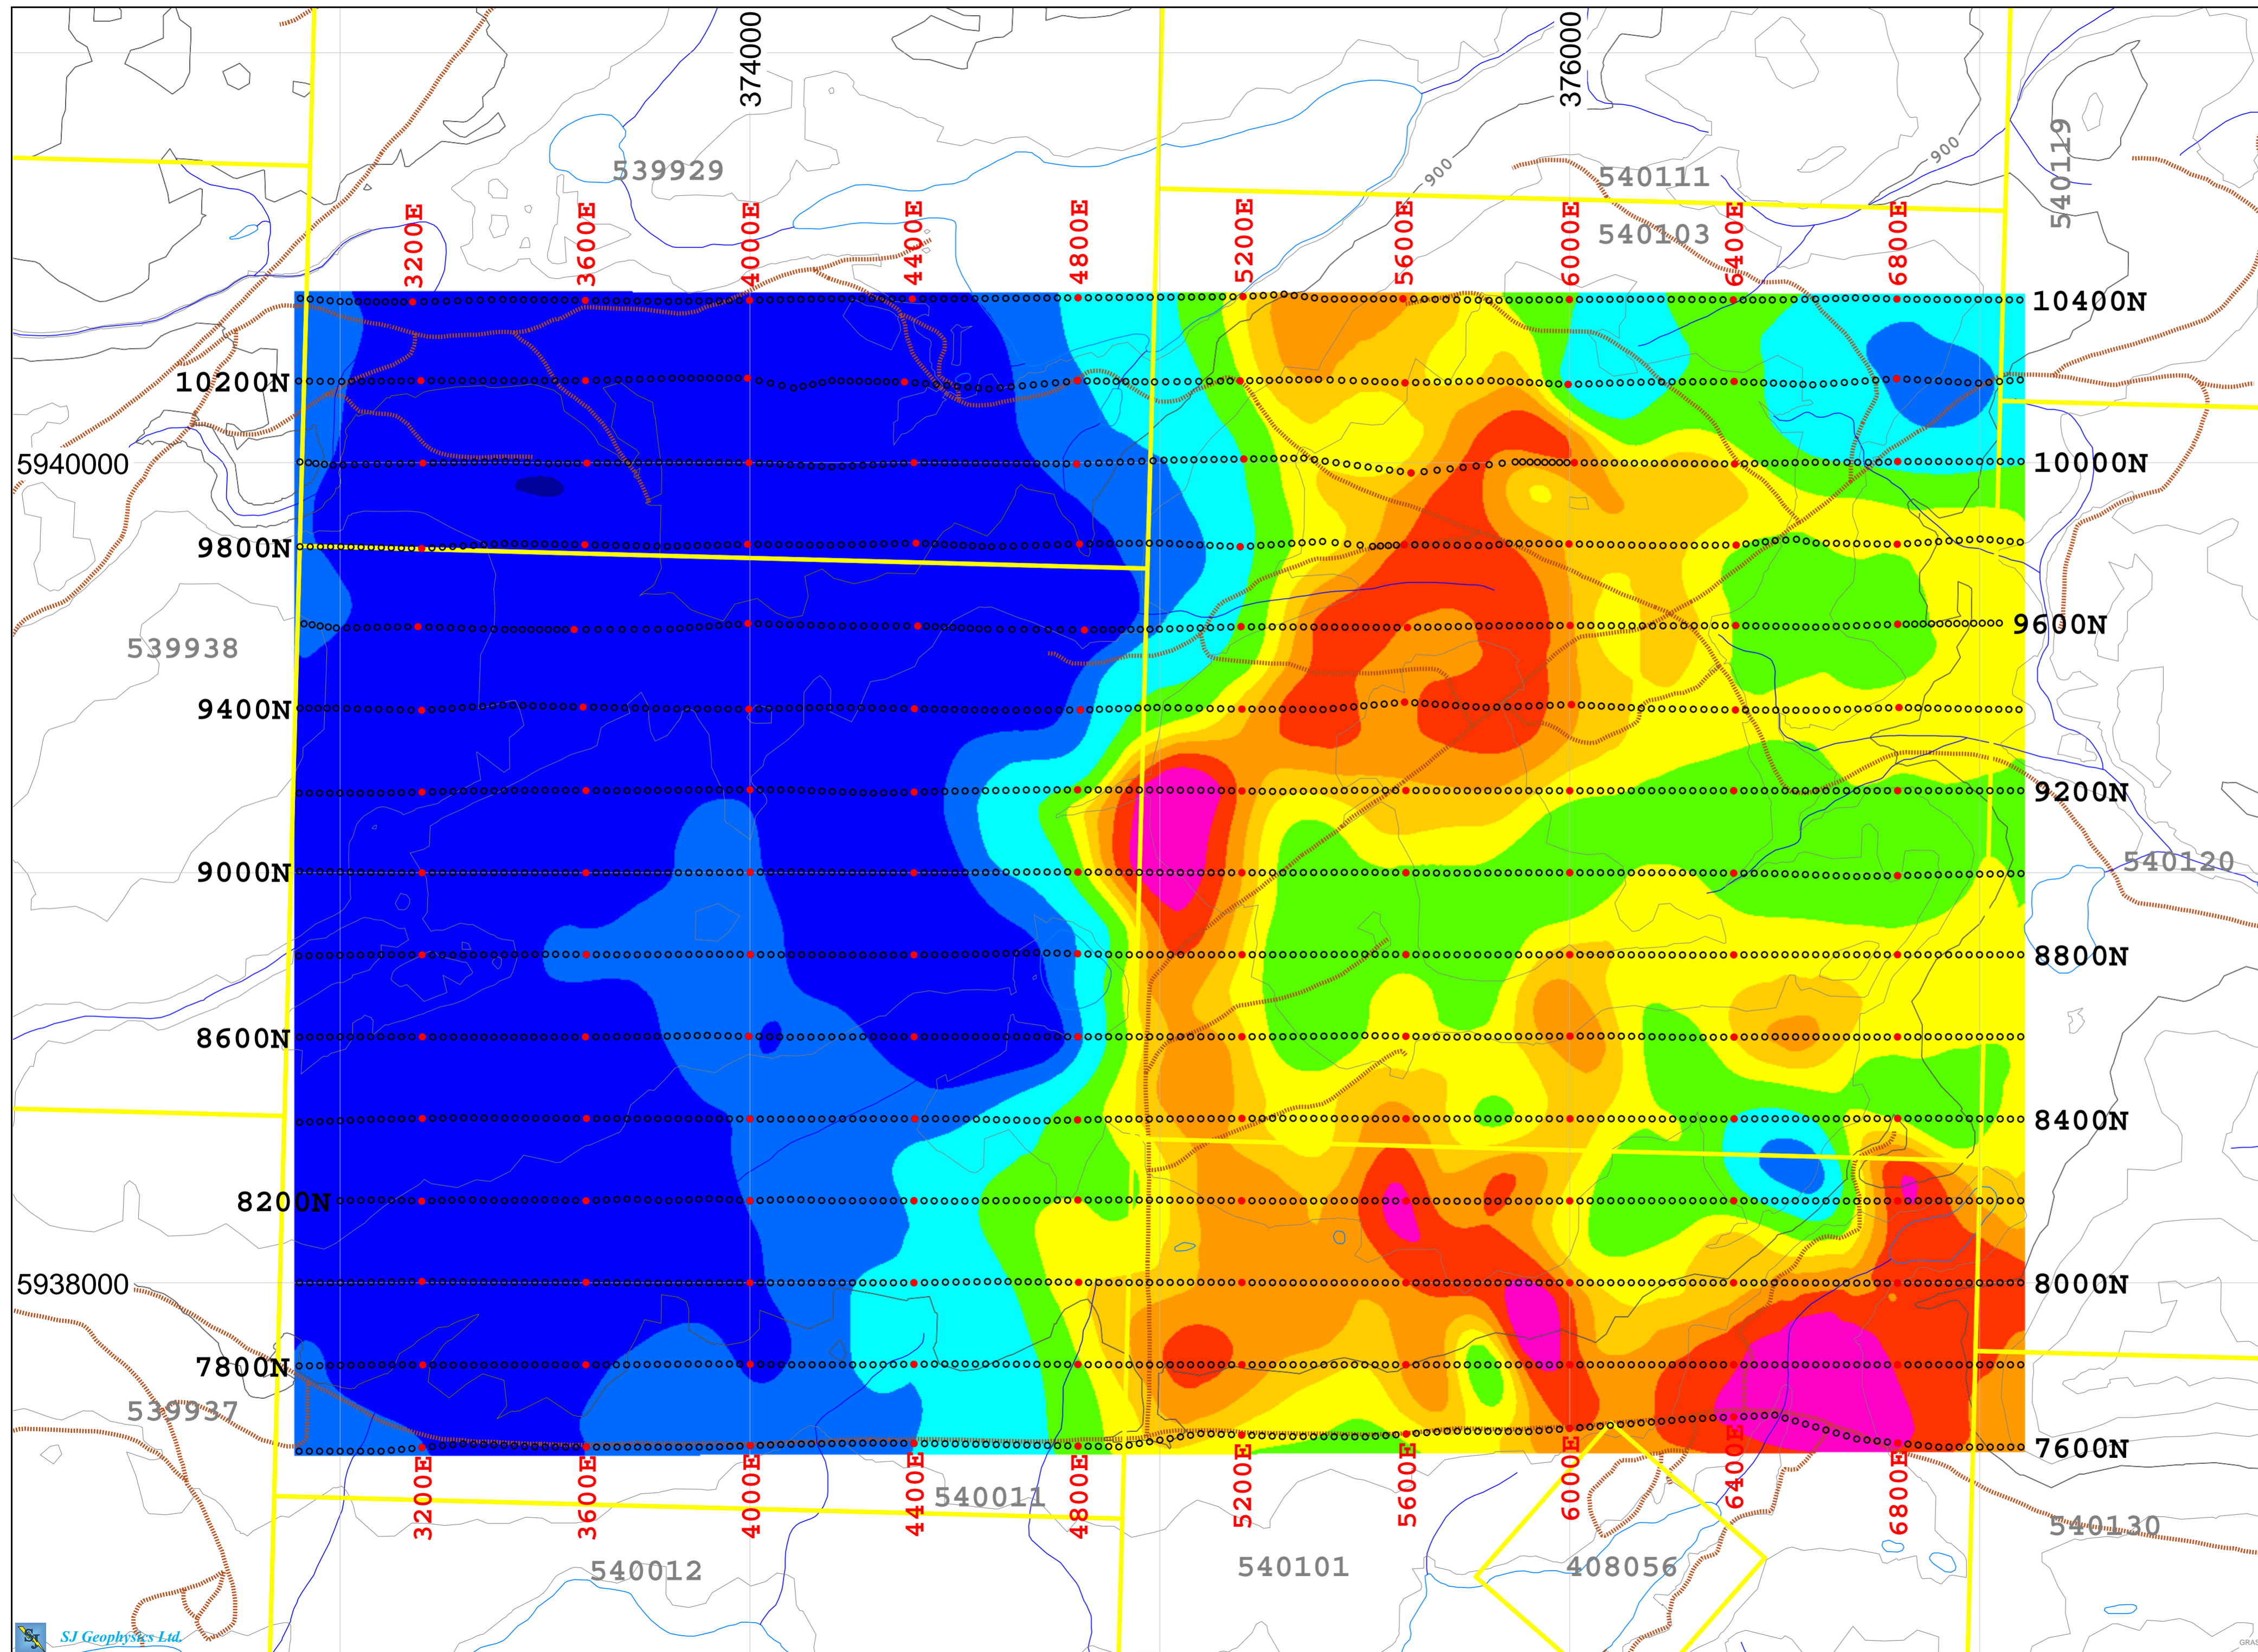 374000
376000
900
900
539929
540111
540119
540103
3200E
3600E
4000E
4400E
4800E
5200E
5600E
6000E
6400E
6800E
10400N
10200N
5940000
10000N
9800N
9600N
539938
9400N
9200N
540120
9000N
8800N
8600N
8400N
8200N
5938000
8000N
7800N
539937
7600N
3200E
3600E
4000E
4400E
4800E
5200E
5600E
6000E
6400E
6800E
540011
540130
540012
540101
408056
SJ
SJ Geophysics Ltd.
GRAS